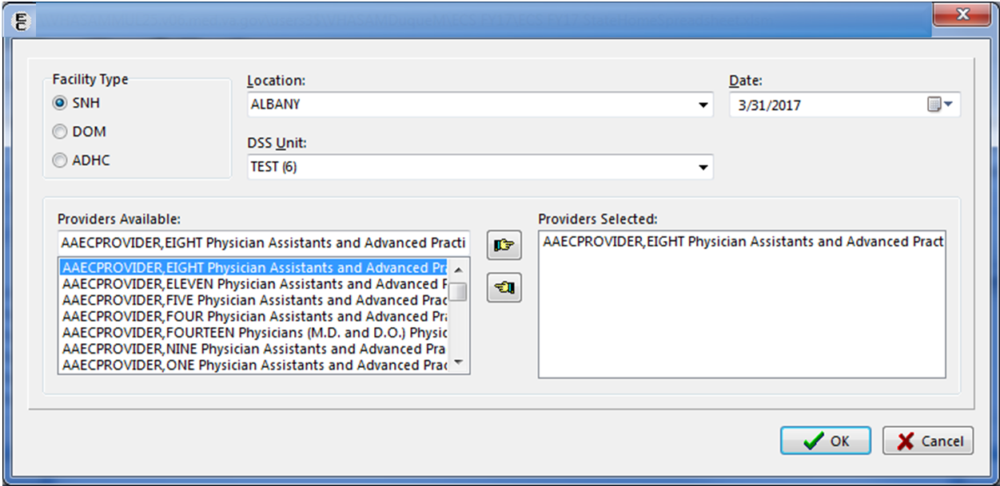 EC
Facility Type
SNH
DOM
ADHC
Location:
ALBANY
Date:
3/31/2017
DSS Unit:
TEST (6)
Providers Available:
AAECPROVIDER,EIGHT Physician Assistants and Advanced Practi
AAECPROVIDER,EIGHT Physician Assistants and Advanced Pra
AAECPROVIDER,ELEVEN Physician Assistants and Advanced P
AAECPROVIDER,FIVE Physician Assistants and Advanced Prac
AAECPROVIDER,FOUR Physician Assistants and Advanced Pra
AAECPROVIDER,FOURTEEN Physicians (M.D. and D.O.) Physic
AAECPROVIDER,NINE Physician Assistants and Advanced Pra
AAECPROVIDER,ONE Physician Assistants and Advanced Prac
Providers Selected:
AAECPROVIDER,EIGHT Physician Assistants and Advanced Pract
OK
Cancel